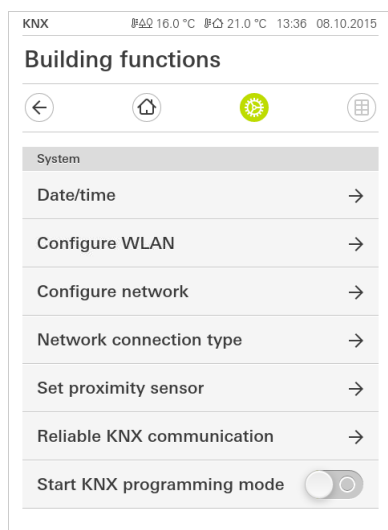 KNX 16.0 °C 21.0 °C 13:36 08.10.2015
Building functions
System
Date/time
Configure WLAN
Configure network
Network connection type
Set proximity sensor
Reliable KNX communication
Start KNX programming mode